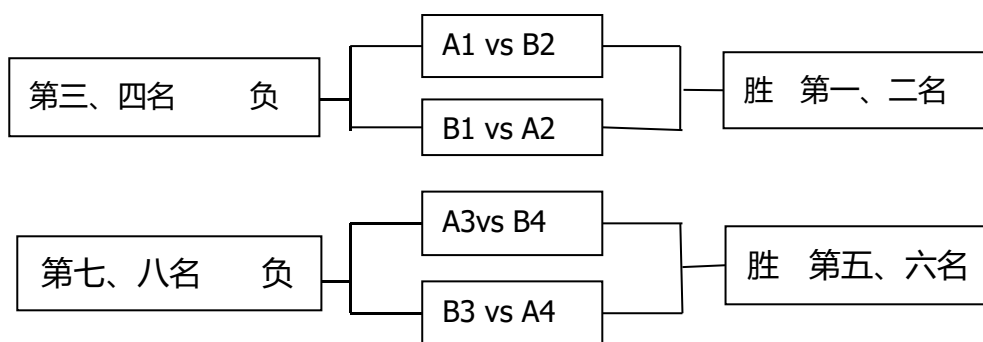 A1 vs B2
第三、四名 负
胜 第一、二名
B1 vs A2
A3vs B4
第七、八名 负
胜 第五、六名
B3 vs A4